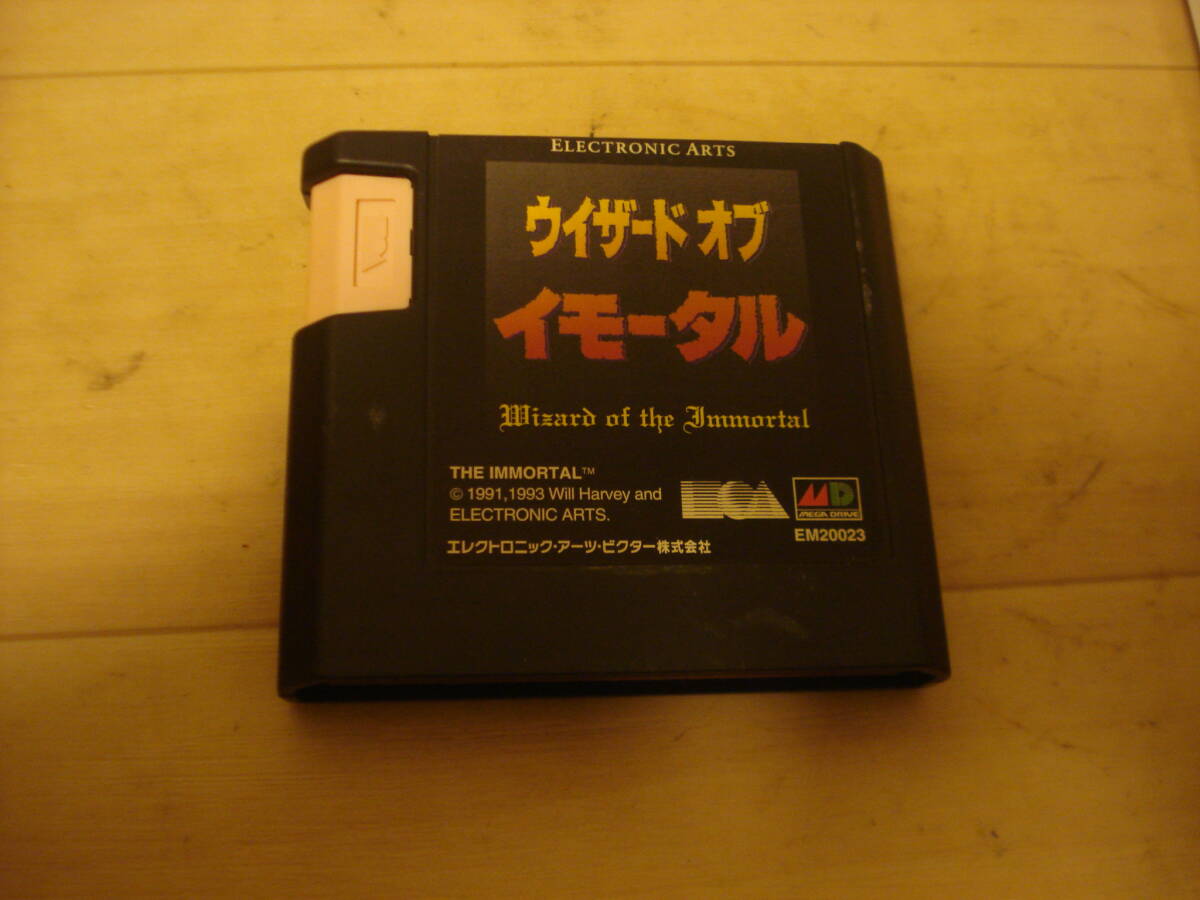 ELECTRONIC ARTS
ウイザード オブ
イモータル
Wizard of the Immortal
THE IMMORTAL™
© 1991,1993 Will Harvey and
ELECTRONIC ARTS.
EOA
MD
MEGA DRIVE
EM20023
エレクトロニック・アーツ・ビクター株式会社